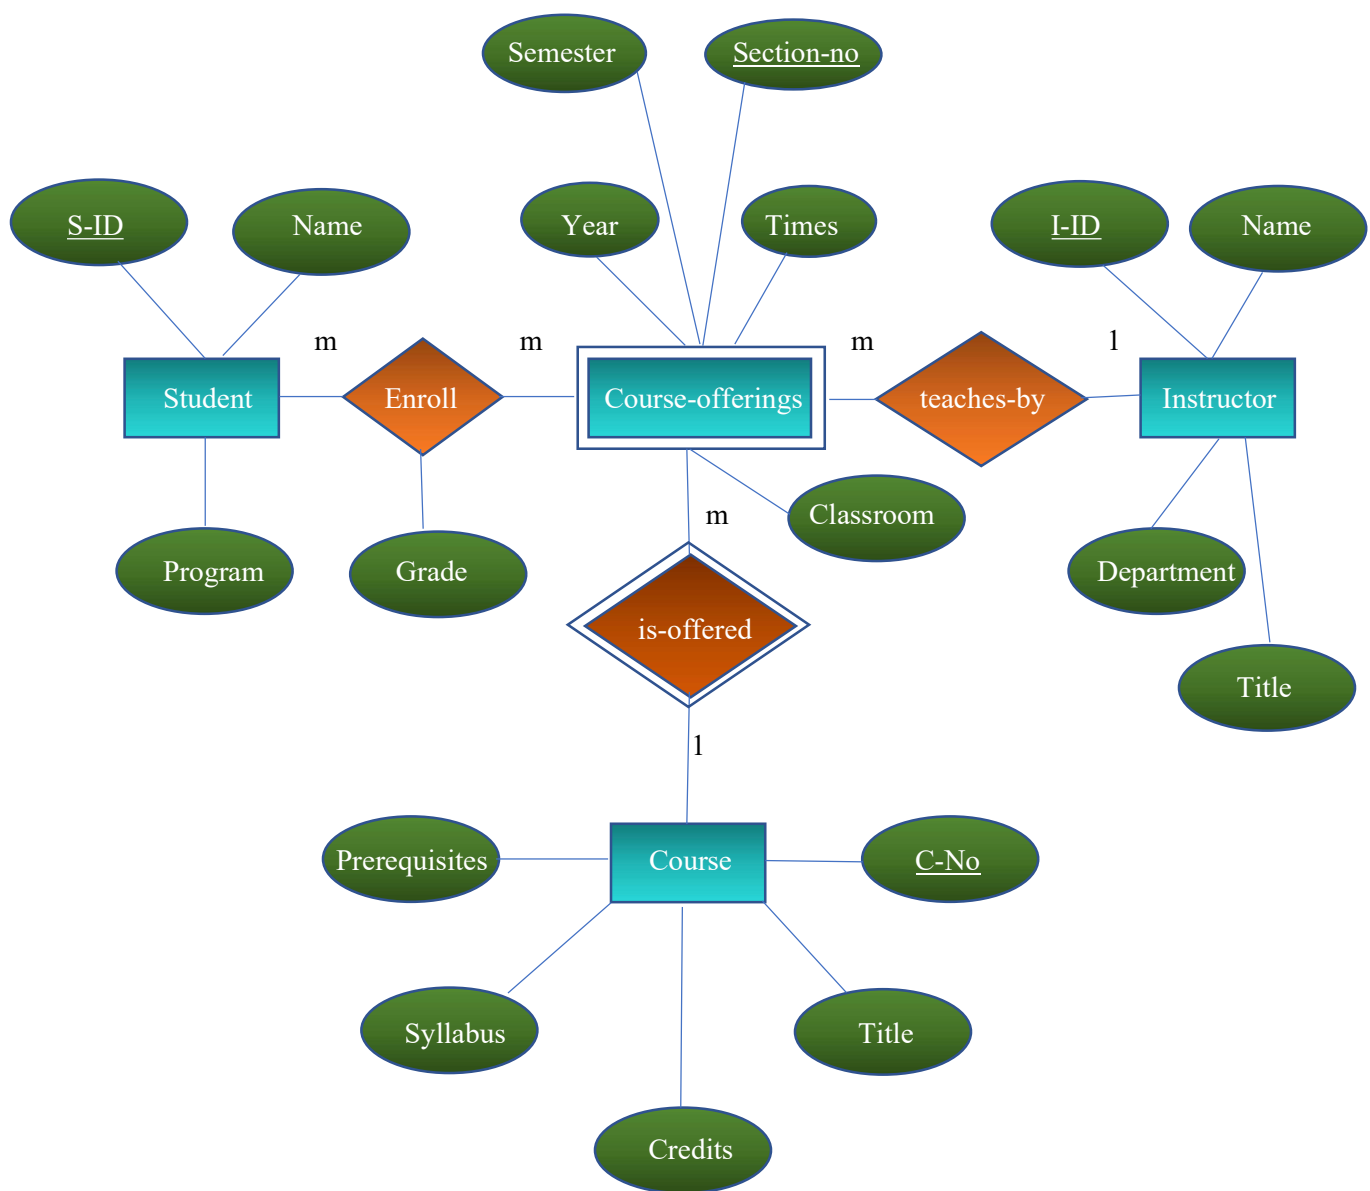 Semester
Section-no
S-ID
Name
Year
Times
I-ID
Name
m
m
m
1
Student
Enroll
Course-offerings
teaches-by
Instructor
m
Classroom
Program
Grade
Department
is-offered
Title
1
Prerequisites
Course
C-No
Syllabus
Title
Credits